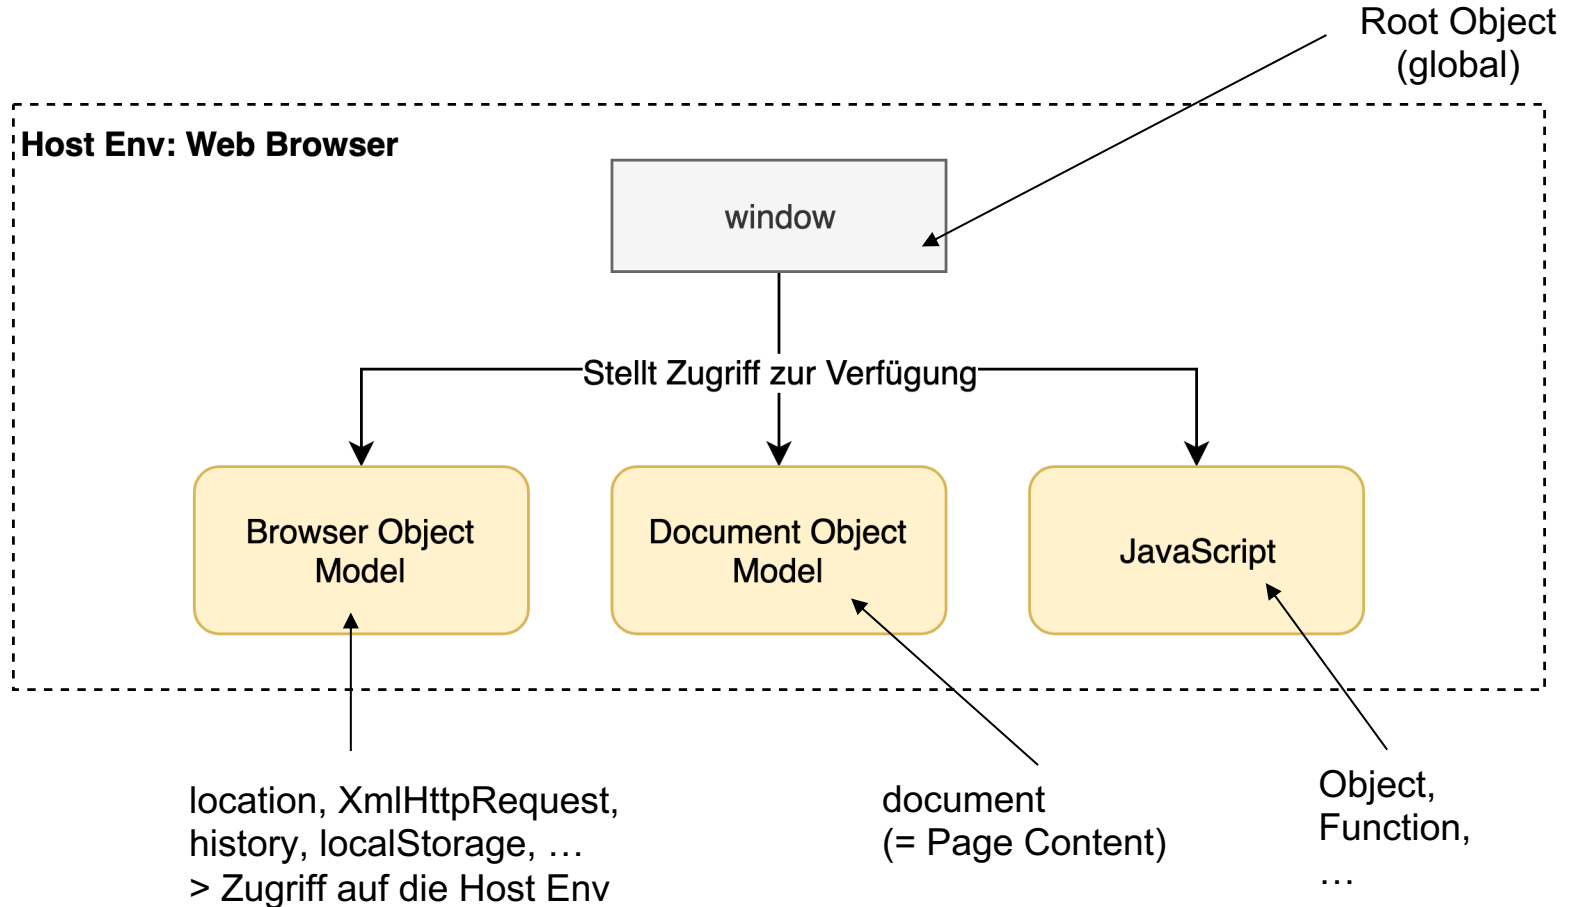 Root Object
(global)
Host Env: Web Browser
window
Stellt Zugriff zur Verfügung
Browser Object
Model
Document Object
Model
JavaScript
location, XmlHttpRequest,
history, localStorage, …
> Zugriff auf die Host Env
document
(= Page Content)
Object,
Function,
…